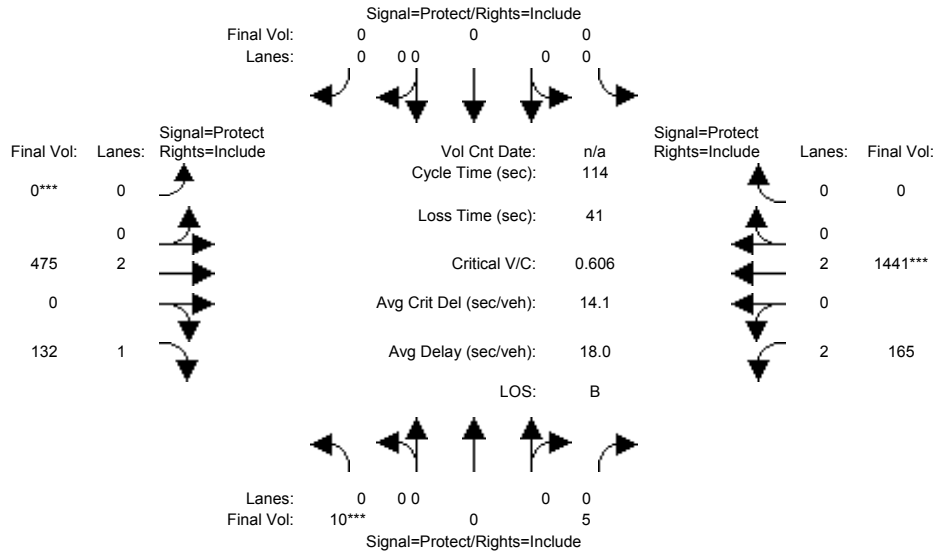 Signal=Protect/Rights=Include
Final Vol: 0 0 0
Lanes: 0 0 0 0 0
Signal=Protect Signal=Protect
Final Vol: Lanes: Rights=Include Vol Cnt Date: n/a Rights=Include Lanes: Final Vol:
Cycle Time (sec): 114
0*** 0 0 0
Loss Time (sec): 41
0 0
475 2 Critical V/C: 0.606 2 1441***
0 Avg Crit Del (sec/veh): 14.1 0
132 1 Avg Delay (sec/veh): 18.0 2 165
LOS: B
Lanes: 0 0 0 0 0
Final Vol: 10*** 0 5
Signal=Protect/Rights=Include